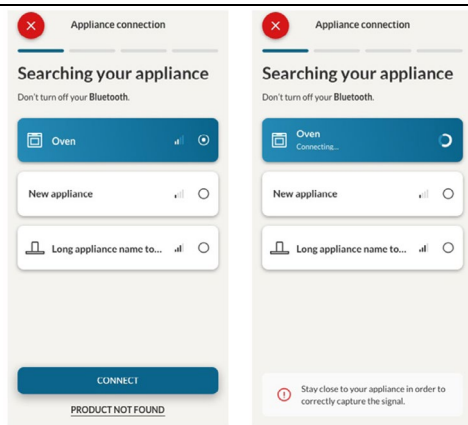 Appliance connection
Searching your appliance
Don't turn off your Bluetooth.
Oven
New appliance
Long appliance name to...
CONNECT
PRODUCT NOT FOUND
Appliance connection
Searching your appliance
Don't turn off your Bluetooth.
Oven
Connecting...
New appliance
Long appliance name to...
Stay close to your appliance in order to
correctly capture the signal.